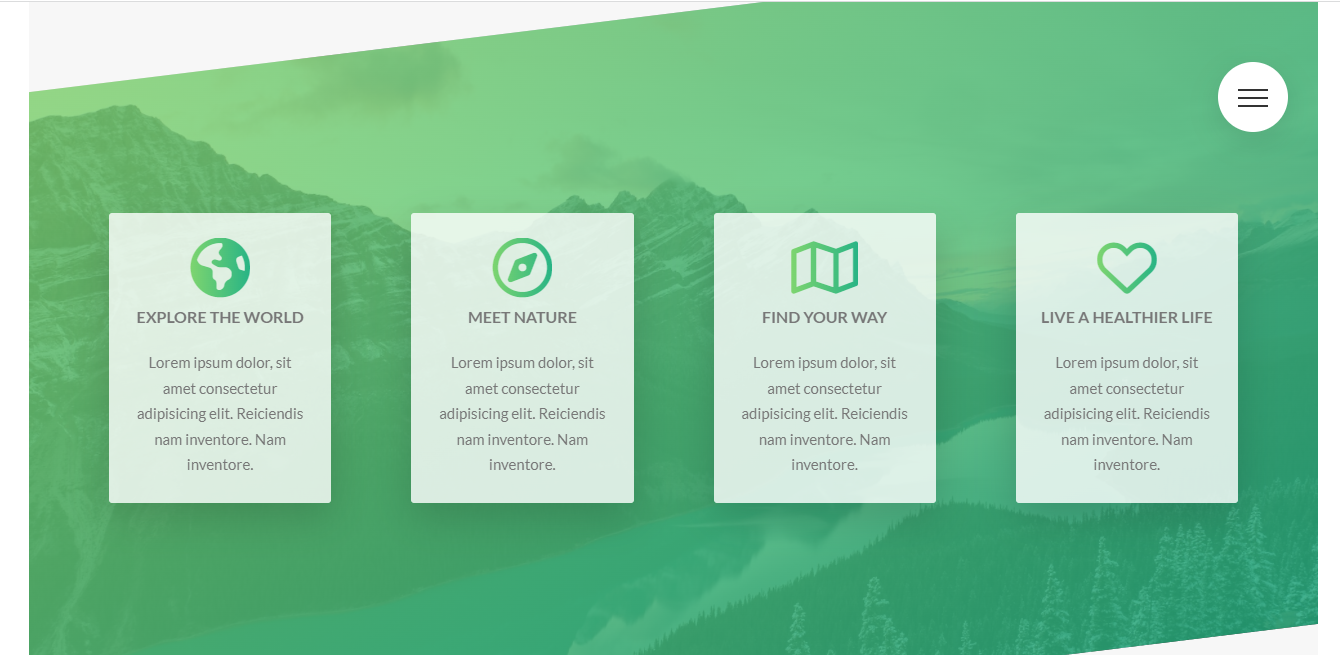 EXPLORE THE WORLD
Lorem ipsum dolor, sit
amet consectetur
adipisicing elit. Reiciendis
nam inventore. Nam
inventore.
MEET NATURE
Lorem ipsum dolor, sit
amet consectetur
adipisicing elit. Reiciendis
nam inventore. Nam
inventore.
FIND YOUR WAY
Lorem ipsum dolor, sit
amet consectetur
adipisicing elit. Reiciendis
nam inventore. Nam
inventore.
LIVE A HEALTHIER LIFE
Lorem ipsum dolor, sit
amet consectetur
adipisicing elit. Reiciendis
nam inventore. Nam
inventore.